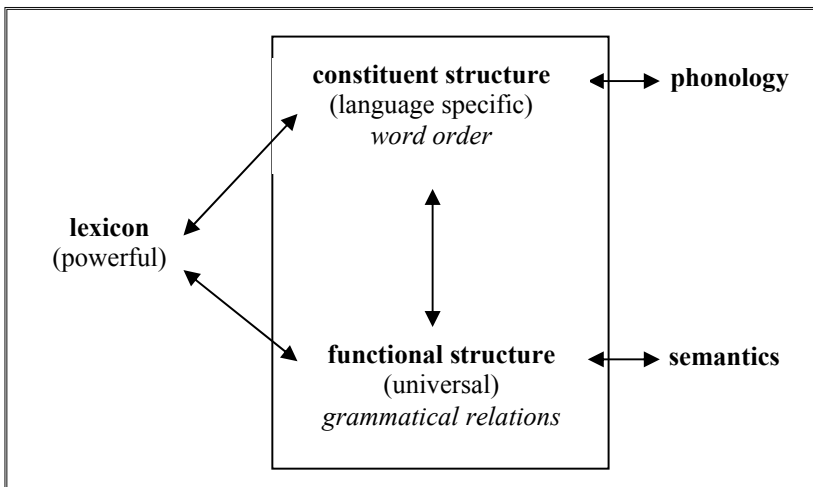 constituent structure
(language specific)
word order
phonology
lexicon
(powerful)
functional structure
(universal)
grammatical relations
semantics